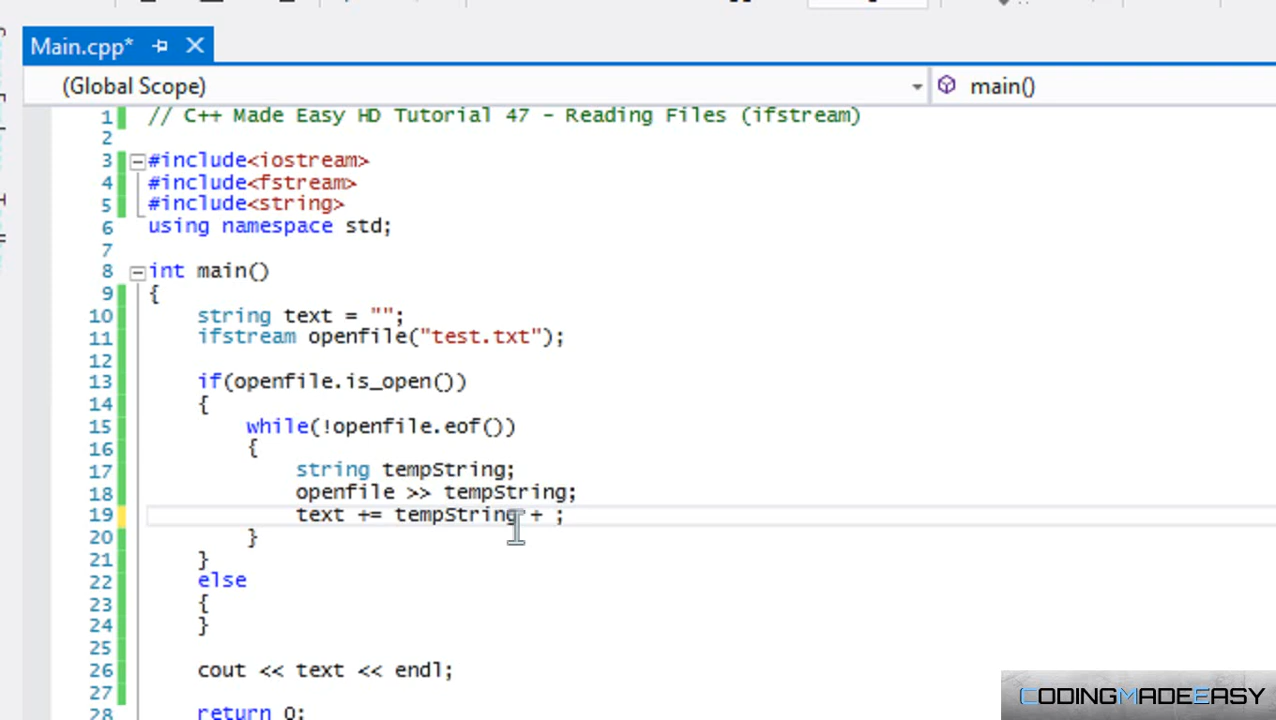 Main.cpp*
(Global Scope) main()
1 // C++ Made Easy HD Tutorial 47 - Reading Files (ifstream)
2
3 #include<iostream>
4 #include<fstream>
5 #include<string>
6 using namespace std;
7
8 int main()
9 {
10 string text = "";
11 ifstream openfile("test.txt");
12
13 if(openfile.is_open())
14 {
15 while(!openfile.eof())
16 {
17 string tempString;
18 openfile >> tempString;
19 text += tempString + ;
20 }
21 }
22 else
23 {
24 }
25
26 cout << text << endl;
27
28 return 0;
CODINGMADEEASY